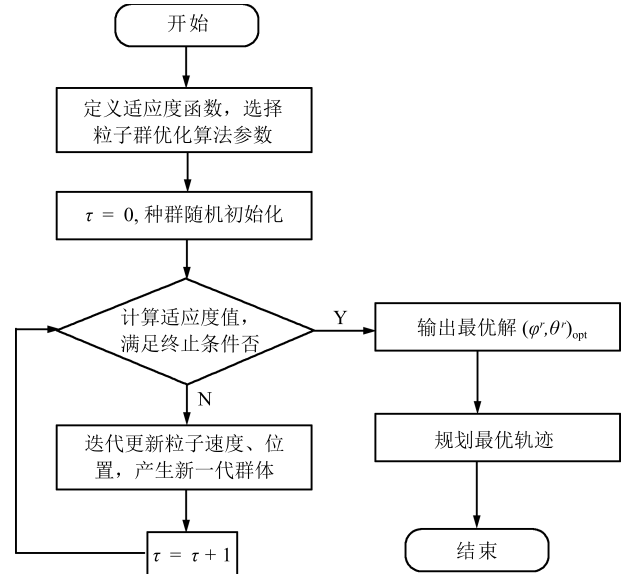 开始
定义适应度函数，选择
粒子群优化算法参数
τ = 0, 种群随机初始化
计算适应度值，
满足终止条件否
Y
输出最优解 (φʳ,θʳ)opt
N
规划最优轨迹
迭代更新粒子速度、位
置，产生新一代群体
τ = τ + 1
结束